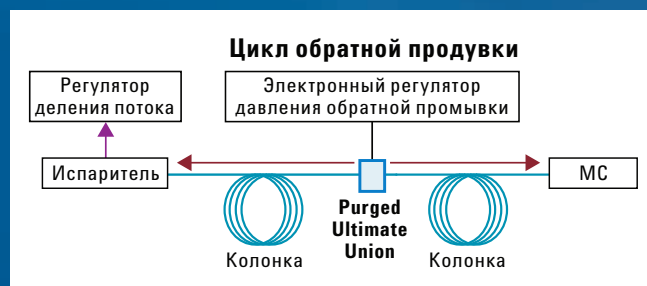 Цикл обратной продувки
Регулятор
деления потока
Электронный регулятор
давления обратной промывки
Испаритель
МС
Purged
Ultimate
Union
Колонка
Колонка